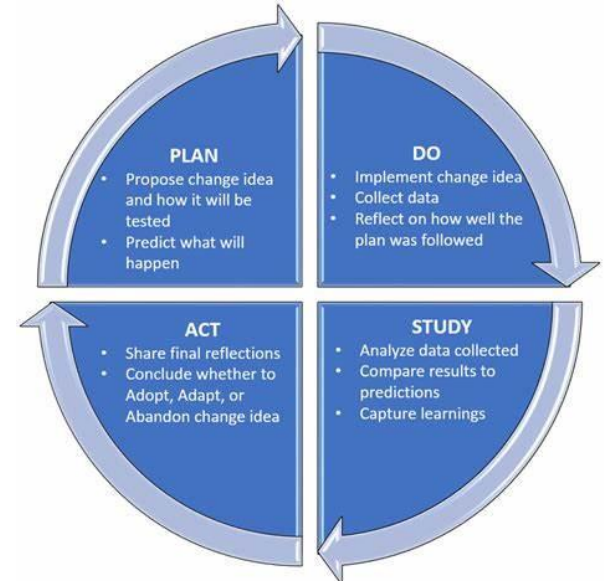 PLAN
• Propose change idea
and how it will be
tested
• Predict what will
happen
DO
• Implement change idea
• Collect data
• Reflect on how well the
plan was followed
ACT
• Share final reflections
• Conclude whether to
Adopt, Adapt, or
Abandon change idea
STUDY
• Analyze data collected
• Compare results to
predictions
• Capture learnings